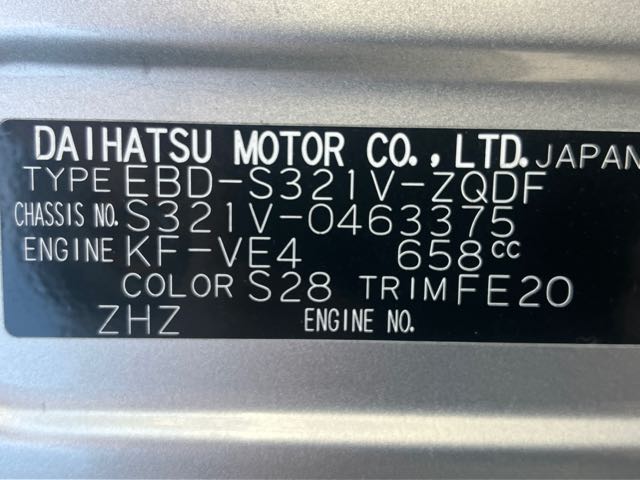 DAIHATSU MOTOR CO., LTD. JAPAN
TYPE EBD-S321V-ZQDF
CHASSIS NO. S321V-0463375
ENGINE KF-VE4 658cc
COLOR S28 TRIM FE20
ZHZ ENGINE NO.